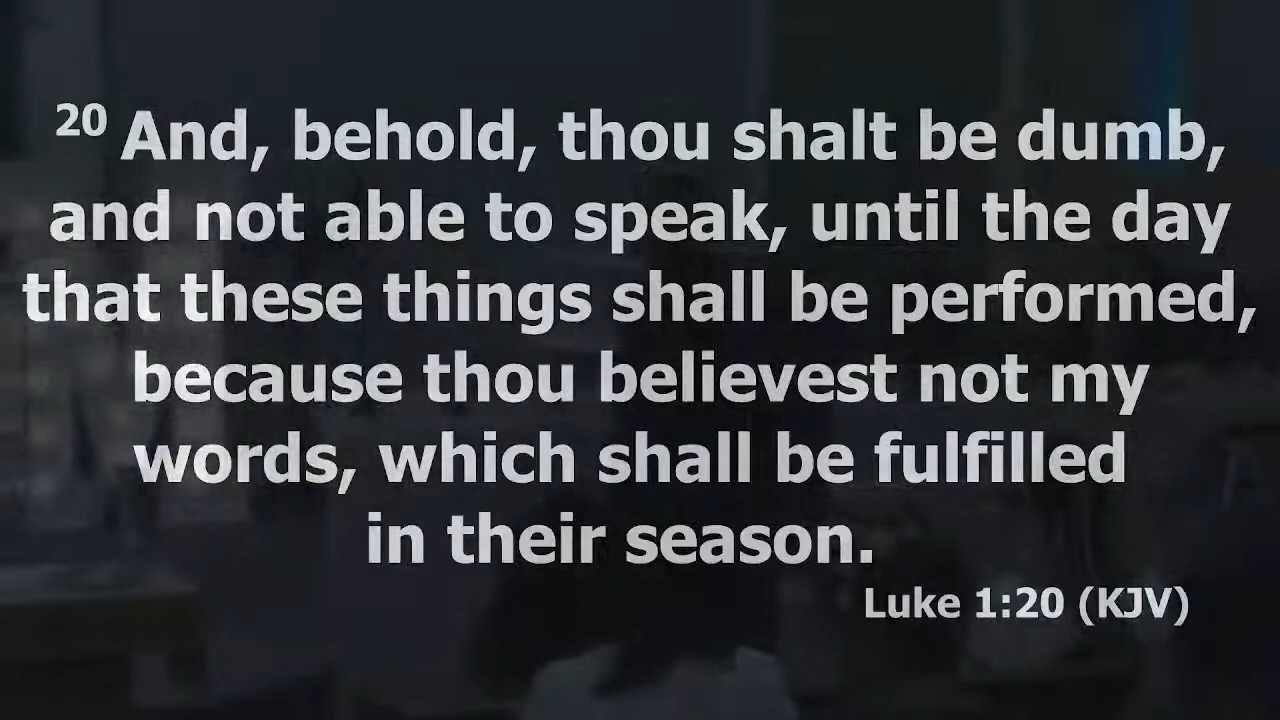 20 And, behold, thou shalt be dumb,
and not able to speak, until the day
that these things shall be performed,
because thou believest not my
words, which shall be fulfilled
in their season.
Luke 1:20 (KJV)